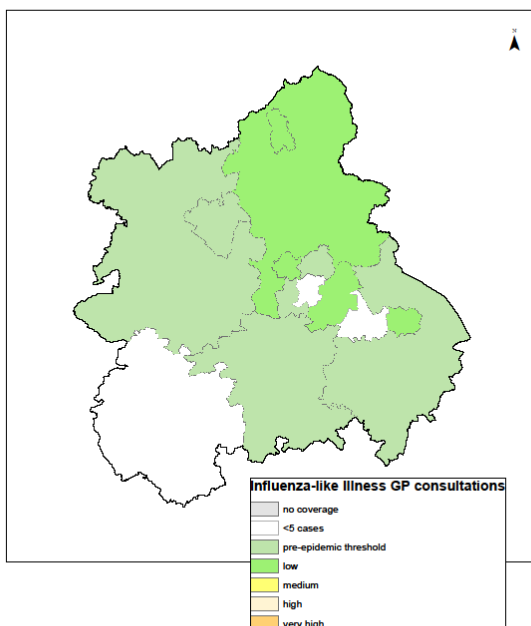 Influenza-like Illness GP consultations
no coverage
<5 cases
pre-epidemic threshold
low
medium
high
very high